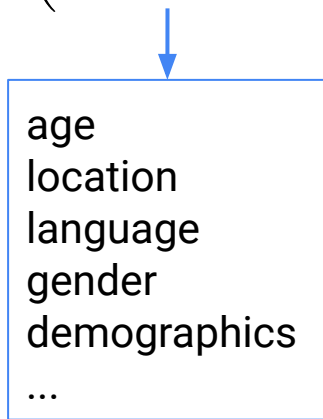 (
age
location
language
gender
demographics
...